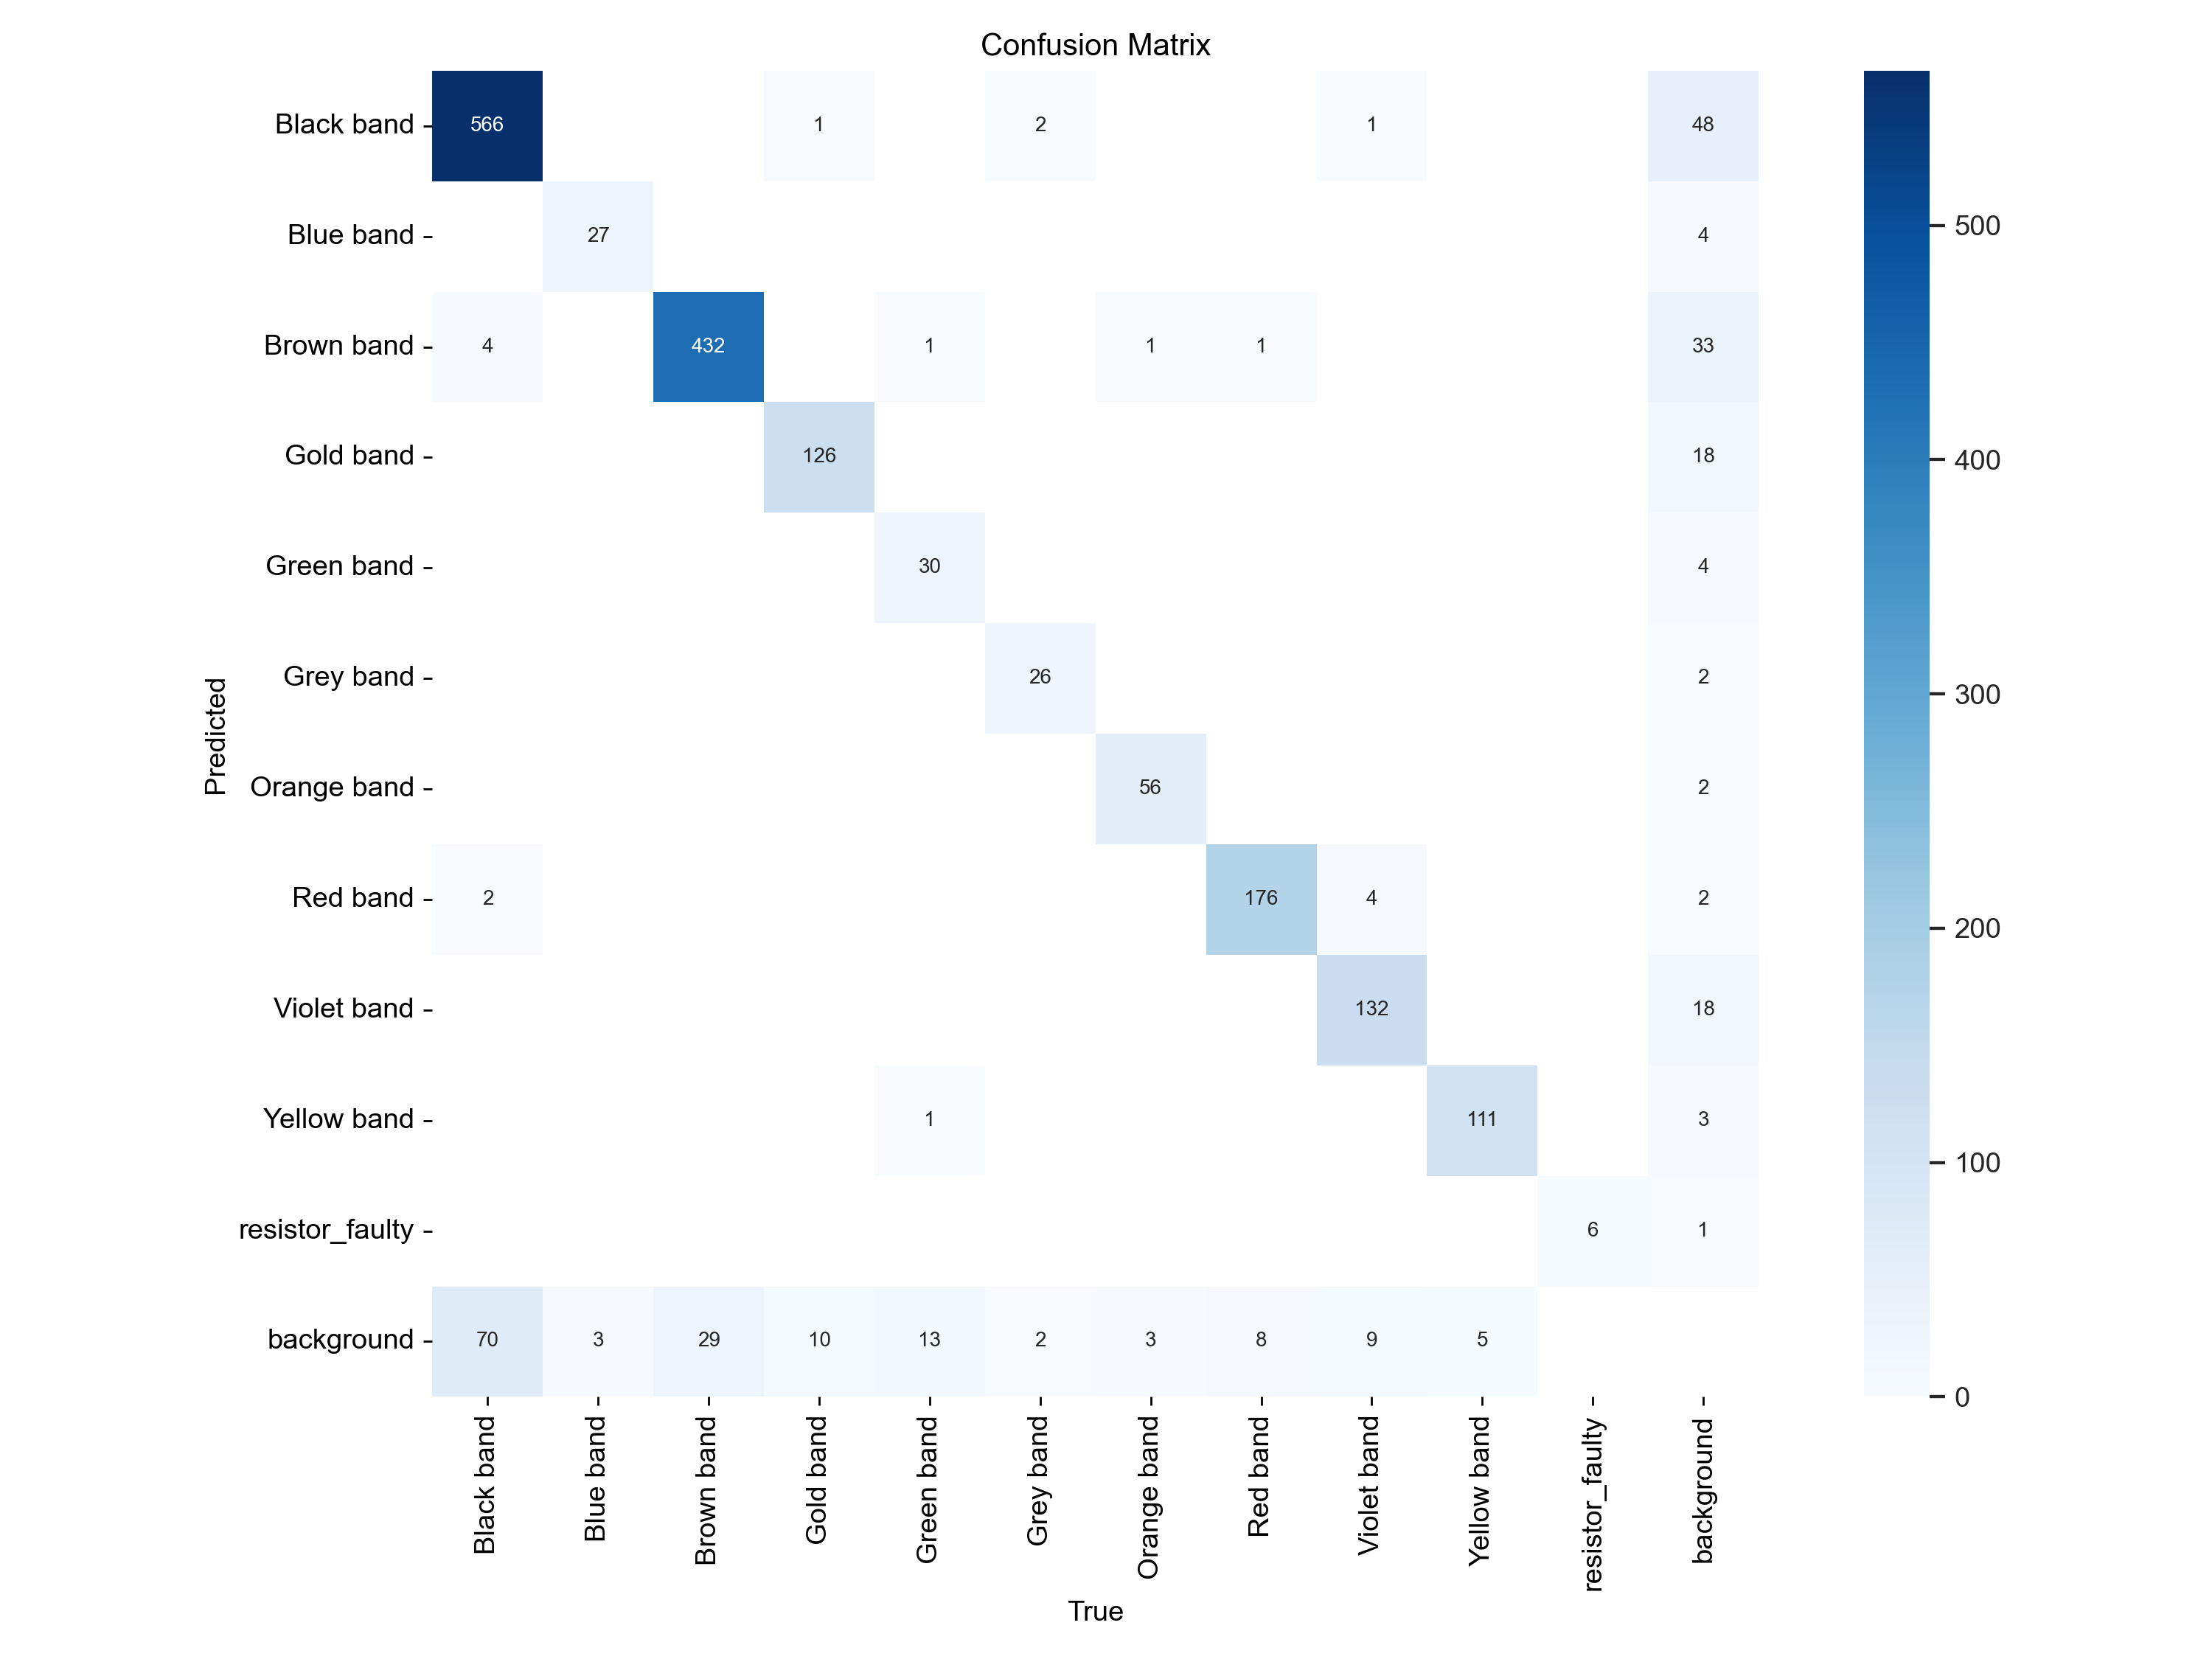 Confusion Matrix
Black band 566 1 2 1 48
Blue band 27 4
Brown band 4 432 1 1 1 33
Gold band 126 18
Green band 30 4
Grey band 26 2
Orange band 56 2
Red band 2 176 4 2
Violet band 132 18
Yellow band 1 111 3
resistor_faulty 6 1
background 70 3 29 10 13 2 3 8 9 5
Predicted
Black band
Blue band
Brown band
Gold band
Green band
Grey band
Orange band
Red band
Violet band
Yellow band
resistor_faulty
background
True
500
400
300
200
100
0